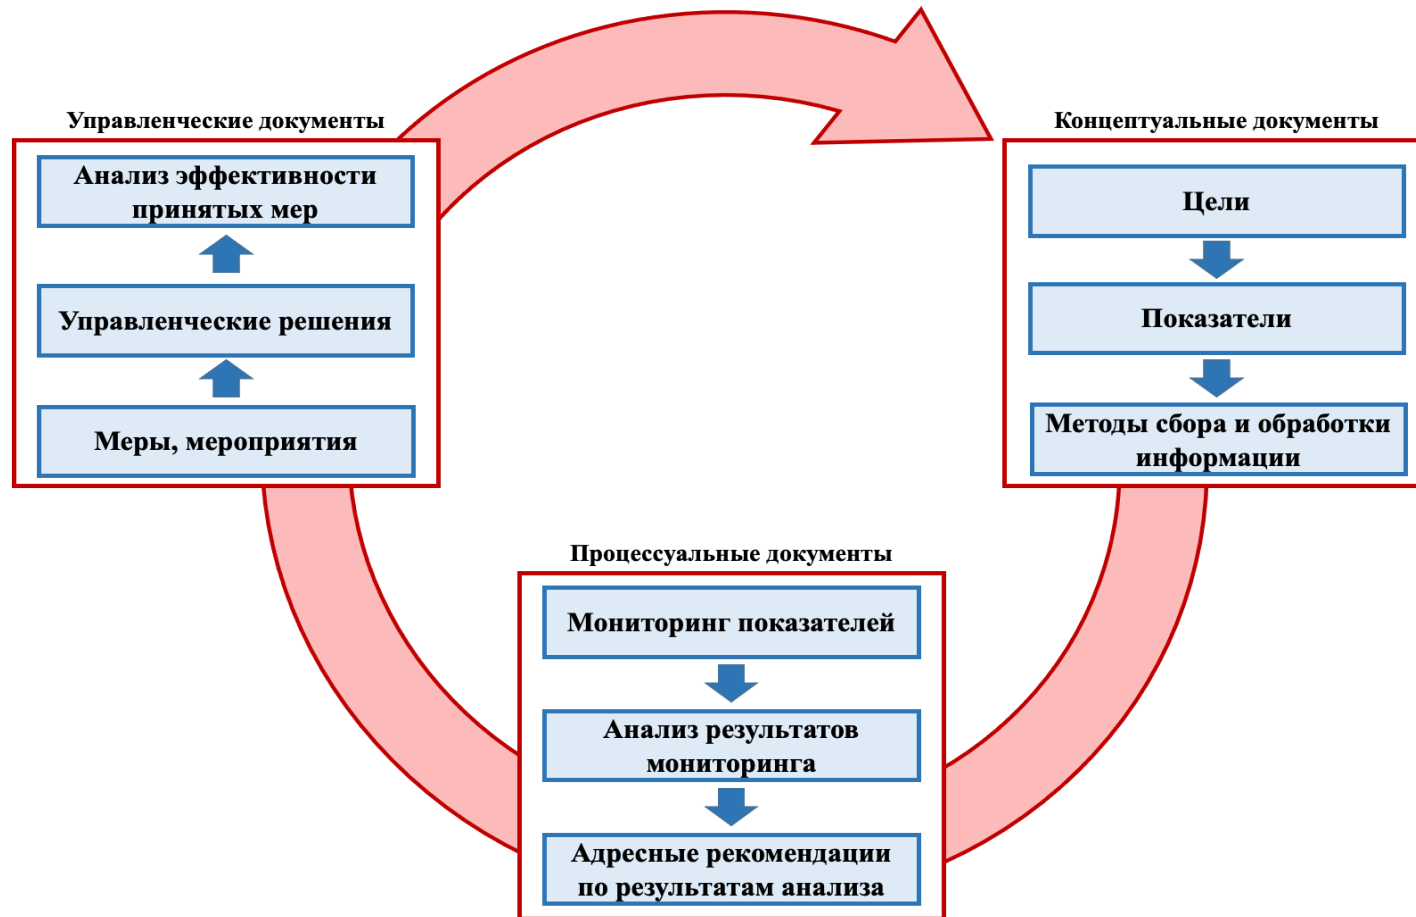 Управленческие документы
Анализ эффективности
принятых мер
Управленческие решения
Меры, мероприятия
Концептуальные документы
Цели
Показатели
Методы сбора и обработки
информации
Процессуальные документы
Мониторинг показателей
Анализ результатов
мониторинга
Адресные рекомендации
по результатам анализа